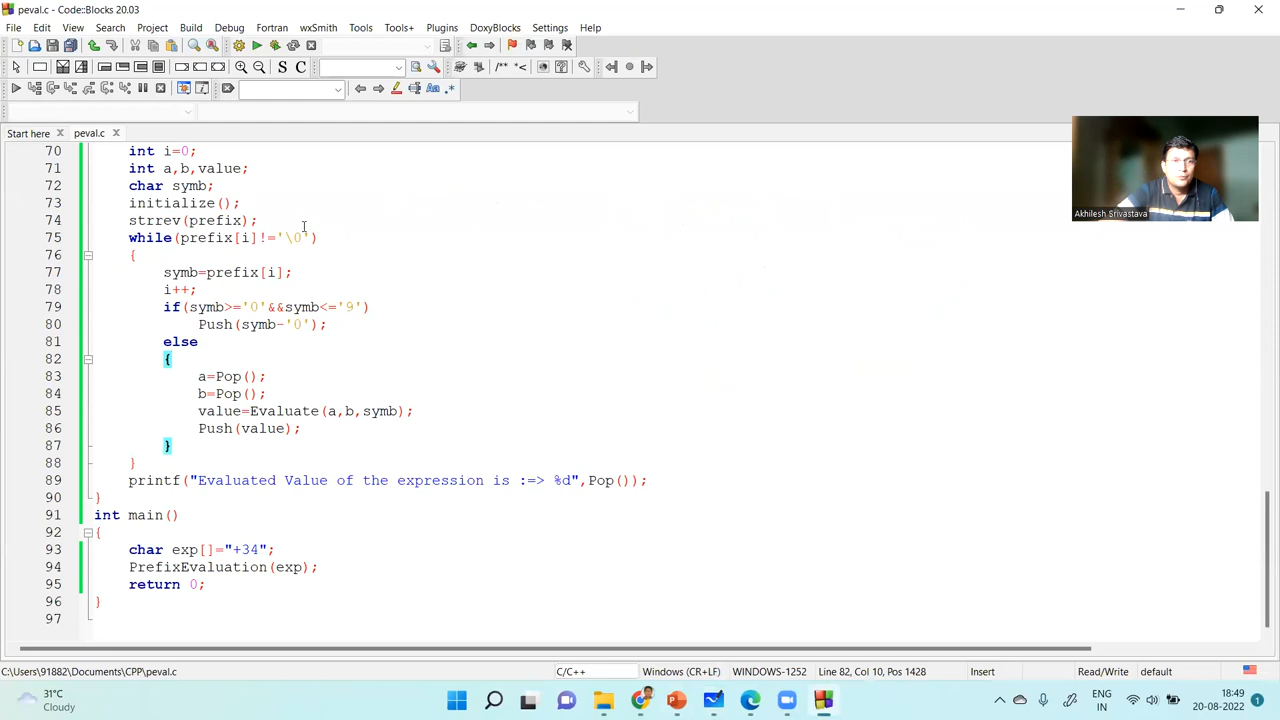 peval.c - Code::Blocks 20.03
File Edit View Search Project Build Debug Fortran wxSmith Tools Tools+ Plugins DoxyBlocks Settings Help
S C /** *<
Aa .*
Start here peval.c
70 int i=0;
71 int a,b,value;
72 char symb;
73 initialize();
74 strrev(prefix);
75 while(prefix[i]!='\0')
76 {
77 symb=prefix[i];
78 i++;
79 if(symb>='0'&&symb<='9')
80 Push(symb-'0');
81 else
82 {
83 a=Pop();
84 b=Pop();
85 value=Evaluate(a,b,symb);
86 Push(value);
87 }
88 }
89 printf("Evaluated Value of the expression is :=> %d",Pop());
90 }
91 int main()
92 {
93 char exp[]="+34";
94 PrefixEvaluation(exp);
95 return 0;
96 }
97
Akhilesh Srivastava
C:\Users\91882\Documents\CPP\peval.c C/C++ Windows (CR+LF) WINDOWS-1252 Line 82, Col 10, Pos 1428 Insert Read/Write default
31°C
Cloudy
ENG
IN
18:49
20-08-2022
1